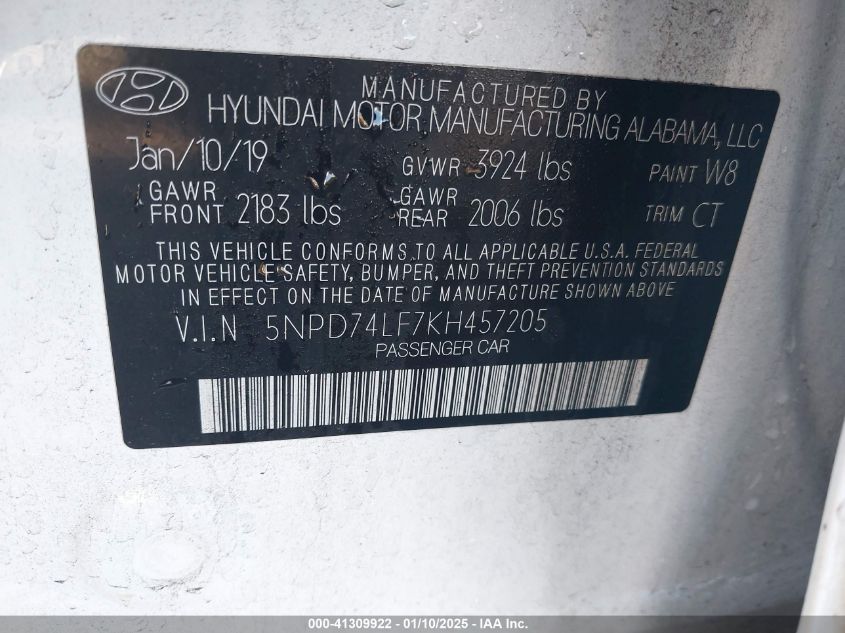 MANUFACTURED BY
HYUNDAI MOTOR MANUFACTURING ALABAMA, LLC
Jan/10/19 GVWR 3924 lbs PAINT W8
GAWR FRONT 2183 lbs GAWR REAR 2006 lbs TRIM CT
THIS VEHICLE CONFORMS TO ALL APPLICABLE U.S.A. FEDERAL
MOTOR VEHICLE SAFETY, BUMPER, AND THEFT PREVENTION STANDARDS
IN EFFECT ON THE DATE OF MANUFACTURE SHOWN ABOVE
V.I.N 5NPD74LF7KH457205
PASSENGER CAR
000-41309922 - 01/10/2025 - IAA Inc.